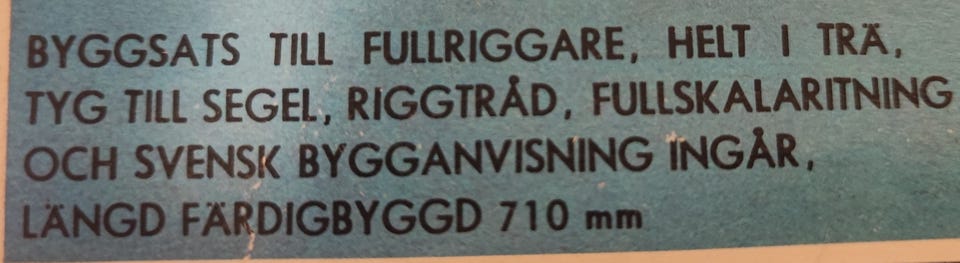 BYGGSATS TILL FULLRIGGARE, HELT I TRÄ,
TYG TILL SEGEL, RIGGTRÅD, FULLSKALARITNING
OCH SVENSK BYGGANVISNING INGÅR,
LÄNGD FÄRDIGBYGGD 710 mm